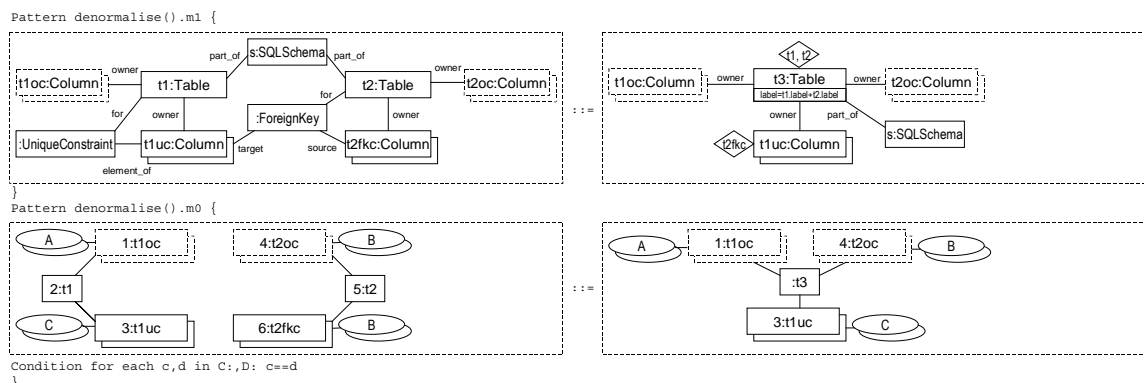 Pattern denormalise().m1 {
s:SQLSchema
part_of part_of
t1oc:Column owner t1:Table t2:Table owner t2oc:Column
for for
owner :ForeignKey owner
:UniqueConstraint t1uc:Column target source t2fkc:Column
element_of
::=
t1, t2
t1oc:Column owner t3:Table owner t2oc:Column
label=t1.label+t2.label
owner part_of
s:SQLSchema
t2fkc t1uc:Column
}
Pattern denormalise().m0 {
A 1:t1oc 4:t2oc B
2:t1 5:t2
C 3:t1uc 6:t2fkc B
::=
A 1:t1oc 4:t2oc B
:t3
3:t1uc C
Condition for each c,d in C:,D: c==d
}